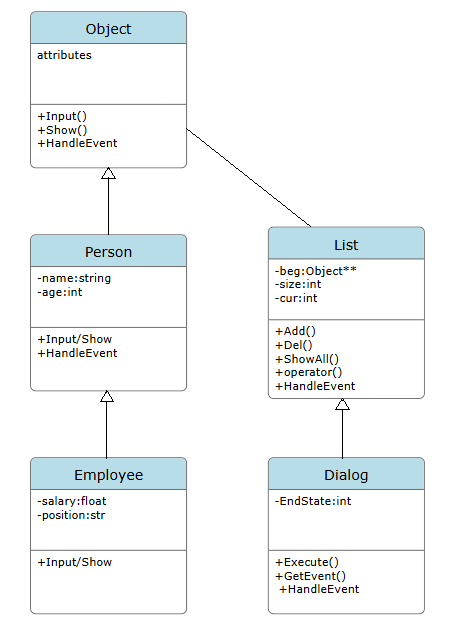 Object
attributes
+Input()
+Show()
+HandleEvent
Person
-name:string
-age:int
+Input/Show
+HandleEvent
List
-beg:Object**
-size:int
-cur:int
+Add()
+Del()
+ShowAll()
+operator()
+HandleEvent
Employee
-salary:float
-position:str
+Input/Show
Dialog
-EndState:int
+Execute()
+GetEvent()
+HandleEvent